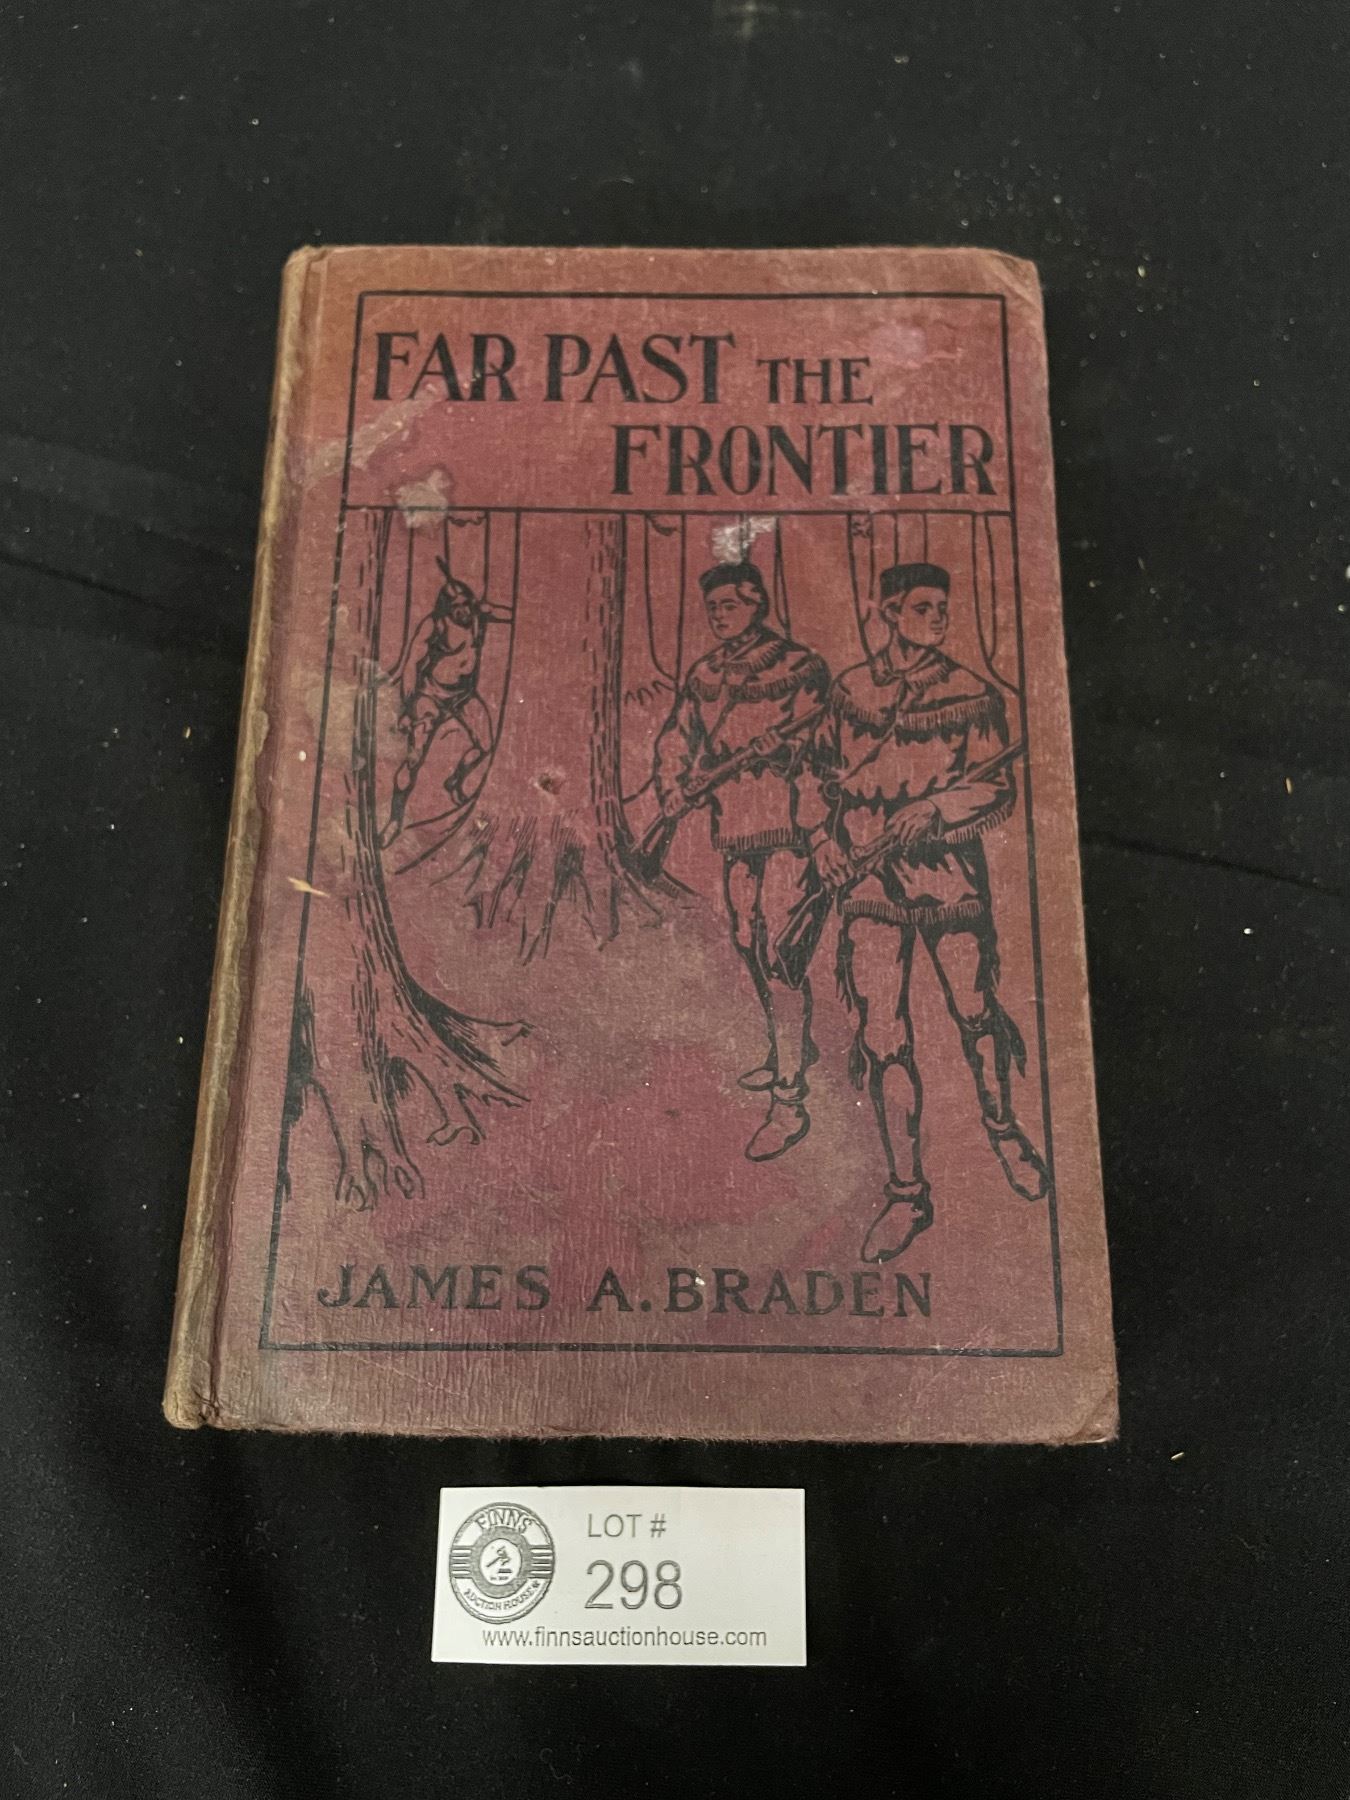 FAR PAST THE
FRONTIER
JAMES A. BRADEN
FINNS
AUCTION HOUSE
LOT #
298
www.finnsauctionhouse.com